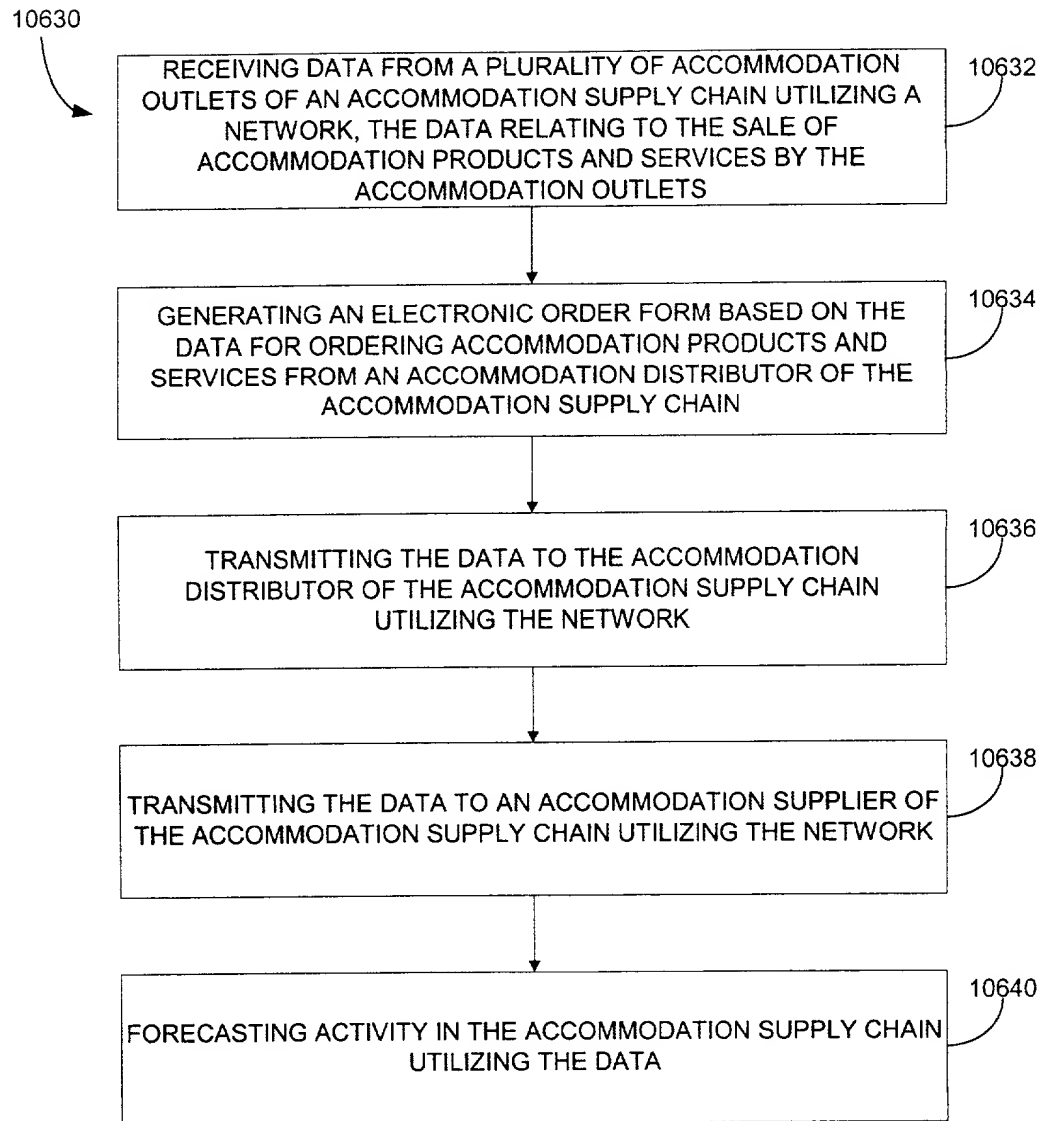 10630
RECEIVING DATA FROM A PLURALITY OF ACCOMMODATION
OUTLETS OF AN ACCOMMODATION SUPPLY CHAIN UTILIZING A
NETWORK, THE DATA RELATING TO THE SALE OF
ACCOMMODATION PRODUCTS AND SERVICES BY THE
ACCOMMODATION OUTLETS
10632
GENERATING AN ELECTRONIC ORDER FORM BASED ON THE
DATA FOR ORDERING ACCOMMODATION PRODUCTS AND
SERVICES FROM AN ACCOMMODATION DISTRIBUTOR OF THE
ACCOMMODATION SUPPLY CHAIN
10634
TRANSMITTING THE DATA TO THE ACCOMMODATION
DISTRIBUTOR OF THE ACCOMMODATION SUPPLY CHAIN
UTILIZING THE NETWORK
10636
TRANSMITTING THE DATA TO AN ACCOMMODATION SUPPLIER OF
THE ACCOMMODATION SUPPLY CHAIN UTILIZING THE NETWORK
10638
FORECASTING ACTIVITY IN THE ACCOMMODATION SUPPLY CHAIN
UTILIZING THE DATA
10640